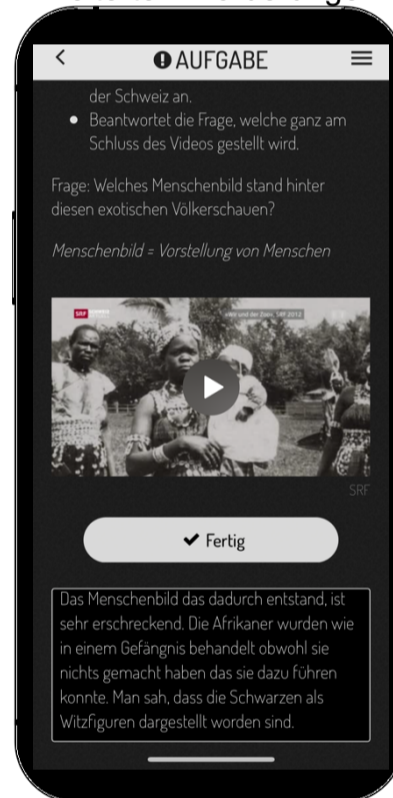 AUFGABE
der Schweiz an.
• Beantwortet die Frage, welche ganz am
Schluss des Videos gestellt wird.
Frage: Welches Menschenbild stand hinter
diesen exotischen Völkerschauen?
Menschenbild = Vorstellung von Menschen
SRF
SRF 2012
SRF
Fertig
Das Menschenbild das dadurch entstand, ist
sehr erschreckend. Die Afrikaner wurden wie
in einem Gefängnis behandelt obwohl sie
nichts gemacht haben das sie dazu führen
konnte. Man sah, dass die Schwarzen als
Witzfiguren dargestellt worden sind.